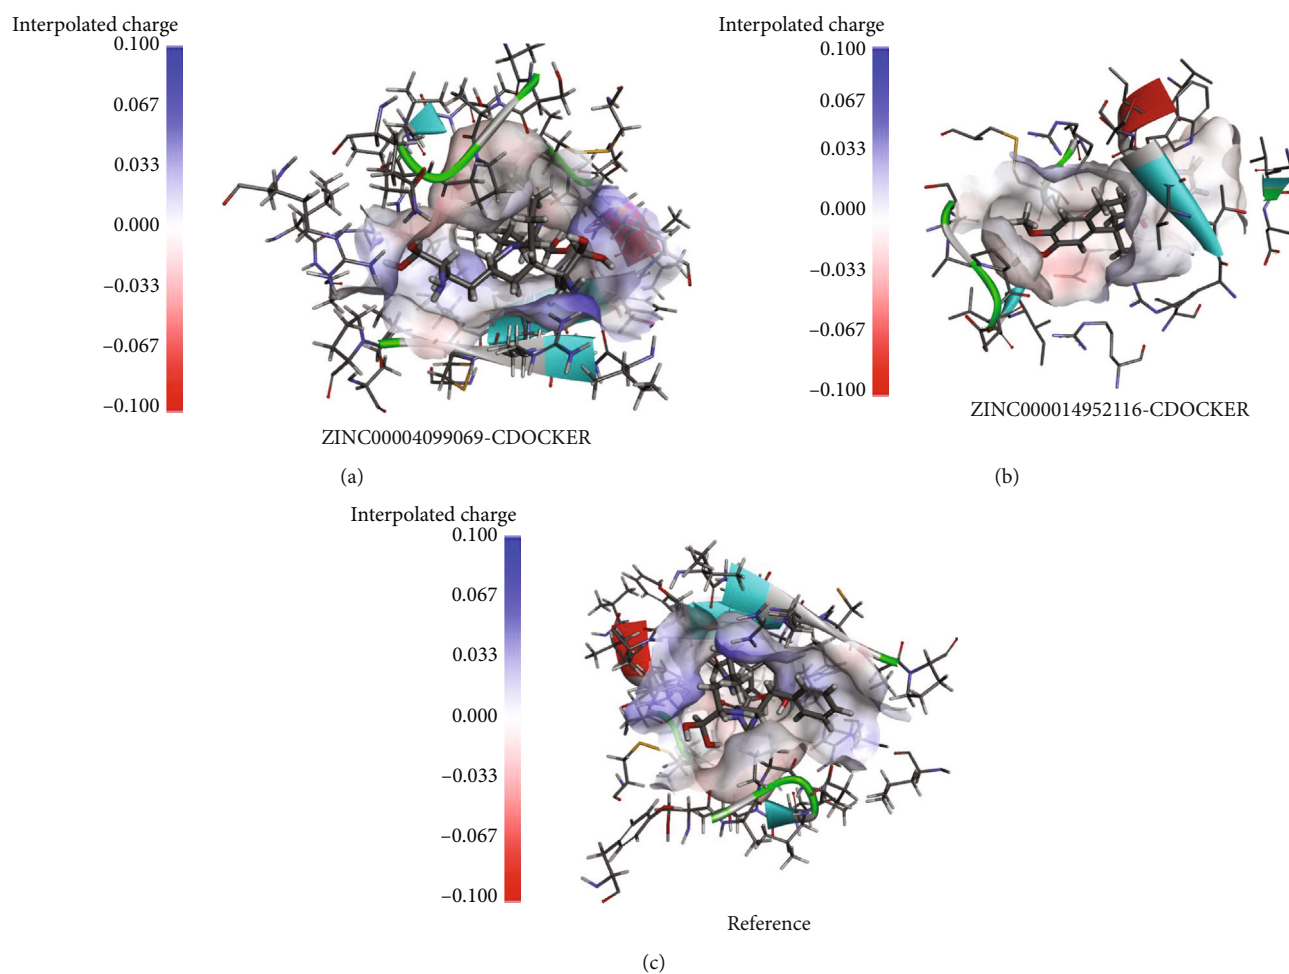 Interpolated charge
0.100
0.067
0.033
0.000
−0.033
−0.067
−0.100
ZINC00004099069-CDOCKER
(a)
Interpolated charge
0.100
0.067
0.033
0.000
−0.033
−0.067
−0.100
ZINC000014952116-CDOCKER
(b)
Interpolated charge
0.100
0.067
0.033
0.000
−0.033
−0.067
−0.100
Reference
(c)